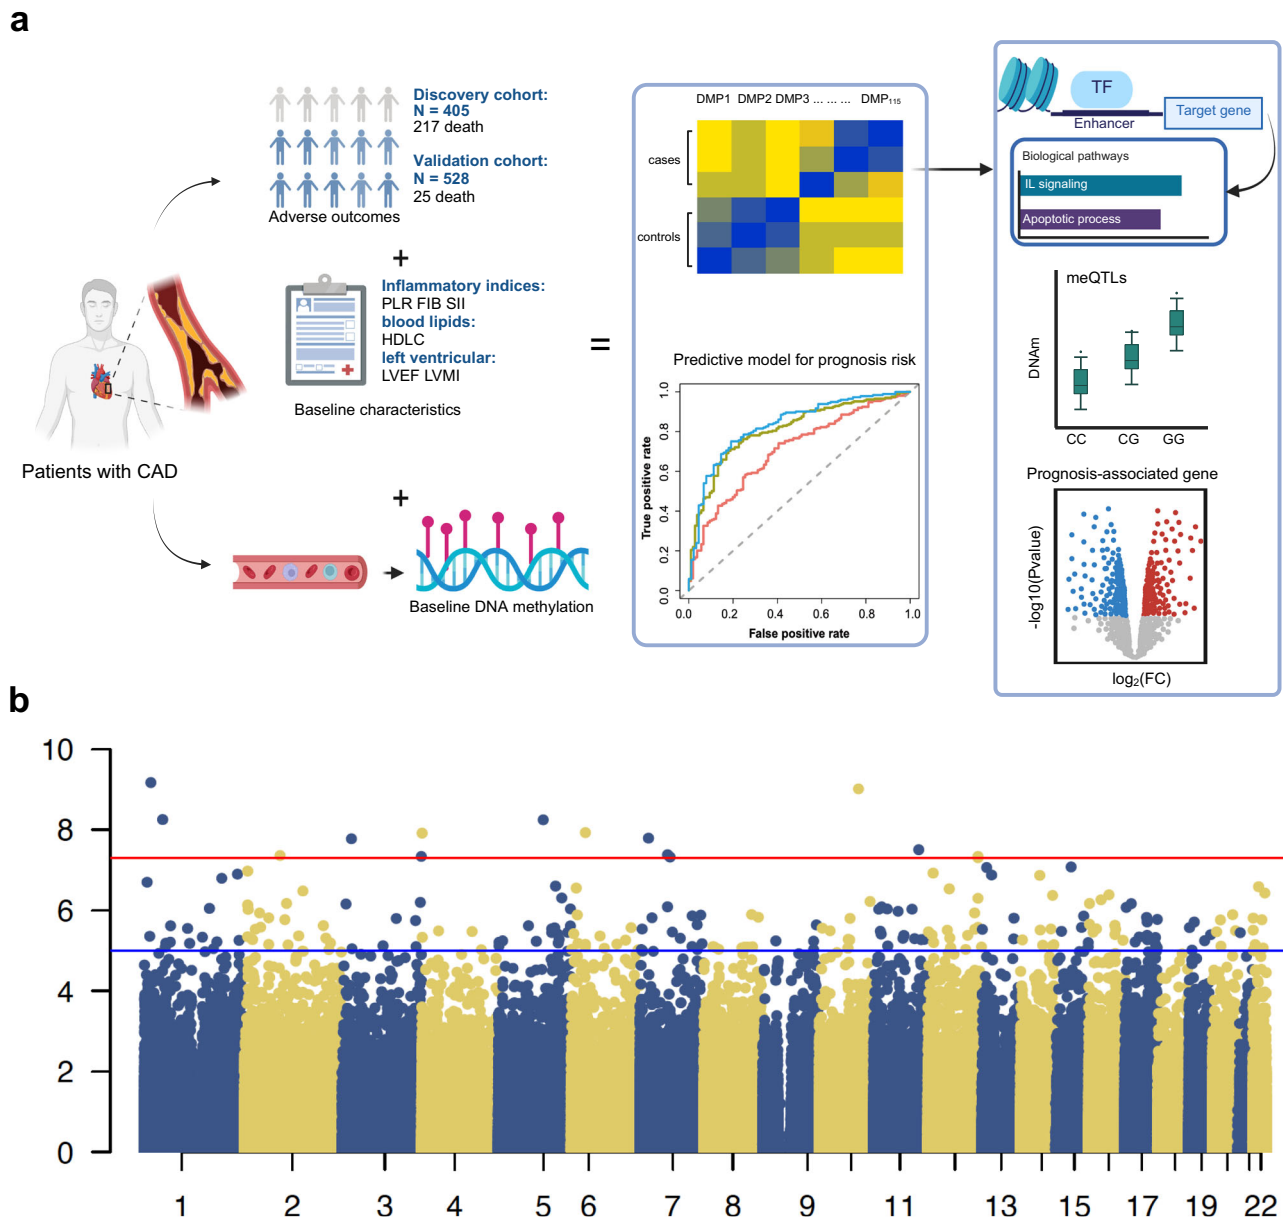 a
Discovery cohort:
N = 405
217 death
Validation cohort:
N = 528
25 death
Adverse outcomes
+
Inflammatory indices:
PLR FIB SII
blood lipids:
HDLC
left ventricular:
LVEF LVMI
Baseline characteristics
=
Patients with CAD
+
Baseline DNA methylation
DMP1 DMP2 DMP3 ... ... ... DMP₁₁₅
cases
controls
Predictive model for prognosis risk
True positive rate
1.0
0.8
0.6
0.4
0.2
0.0
0.0 0.2 0.4 0.6 0.8 1.0
False positive rate
TF
Enhancer
Target gene
Biological pathways
IL signaling
Apoptotic process
meQTLs
DNAm
CC CG GG
Prognosis-associated gene
-log10(Pvalue)
log₂(FC)
b
10
8
6
4
2
0
1 2 3 4 5 6 7 8 9 11 13 15 17 19 22